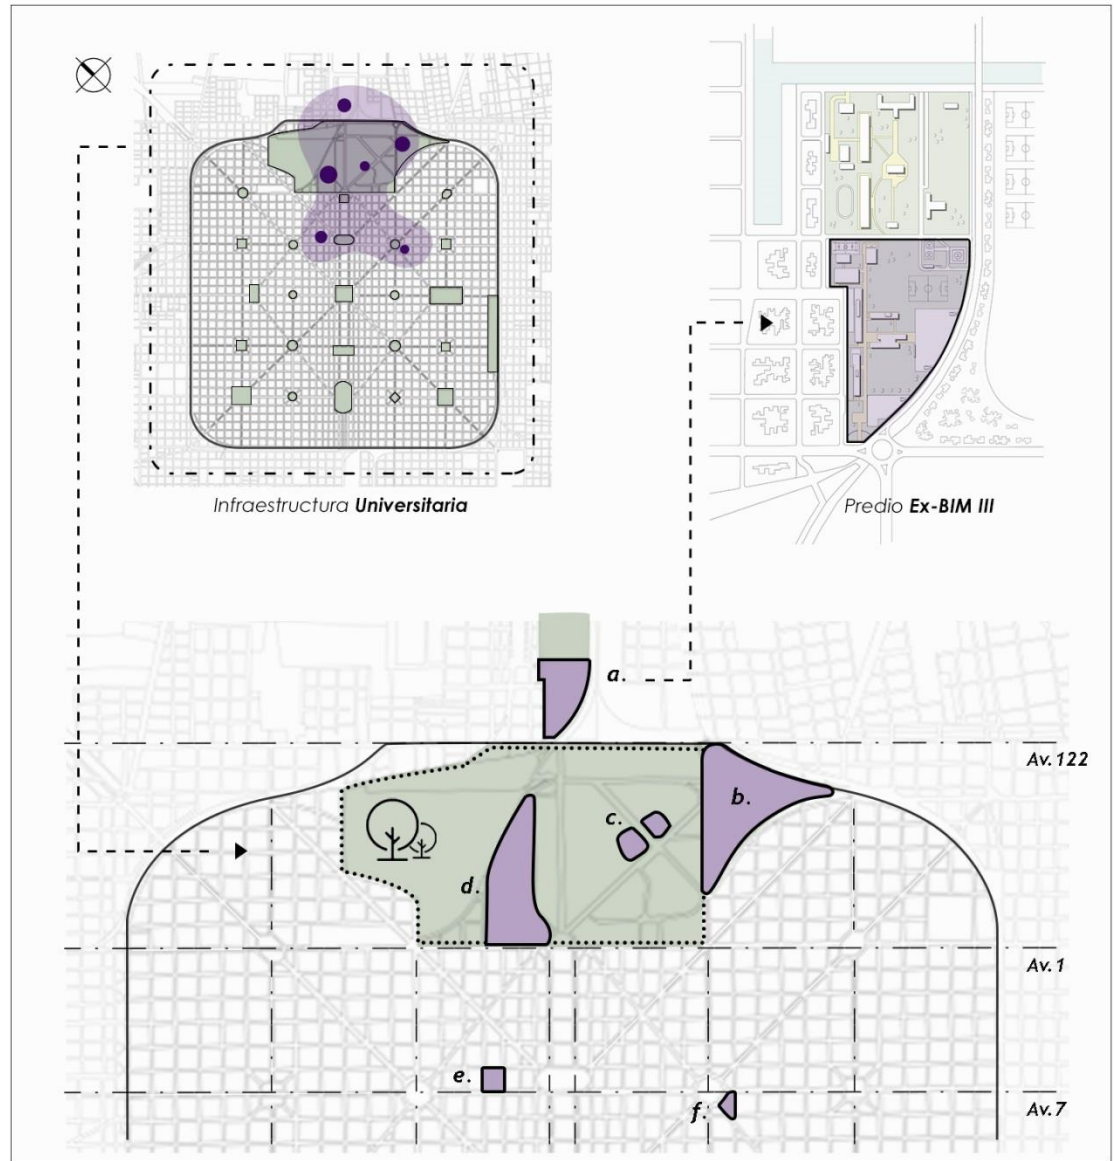 Infraestructura Universitaria
Predio Ex-BIM III
a.
Av. 122
b.
c.
d.
Av. 1
e.
f.
Av. 7